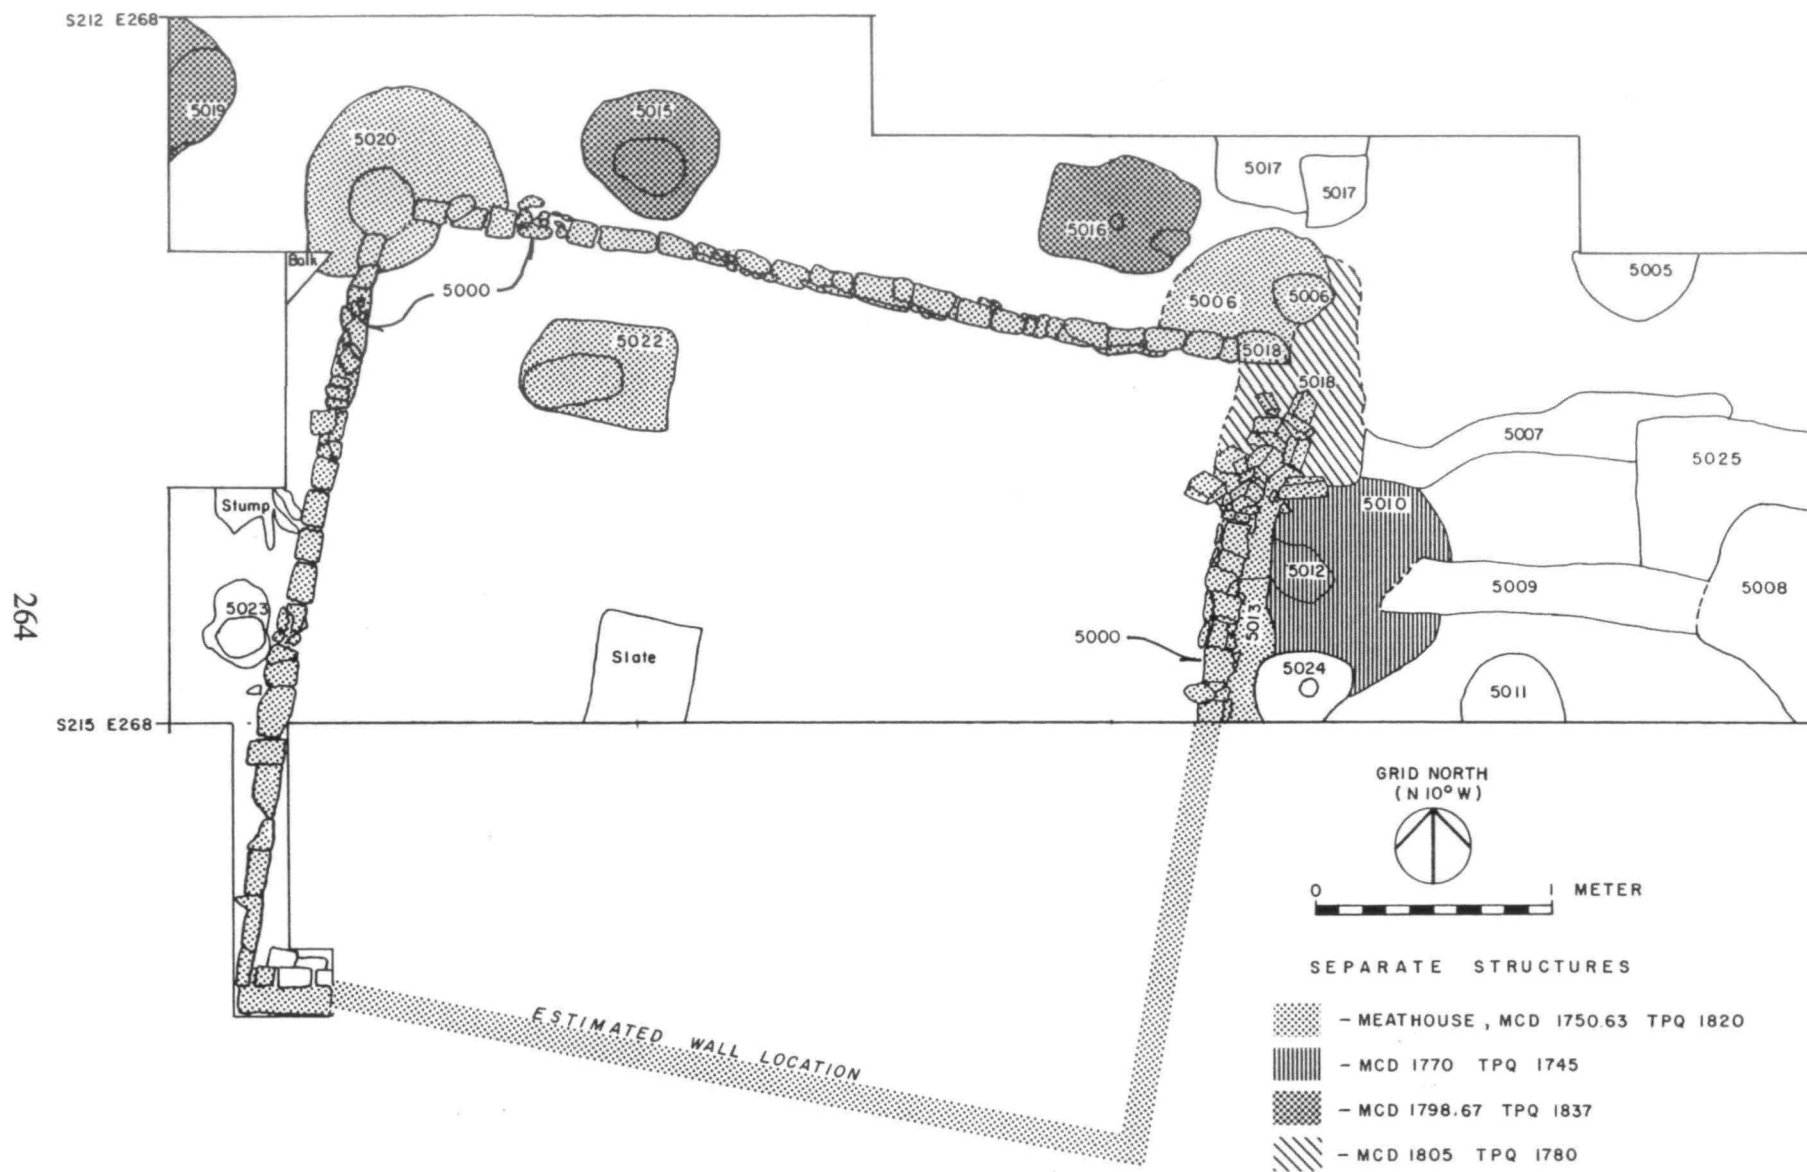 S212 E268
5019
5020
5015
5017
5017
5016
Balk
5005
5000
5006
5006
5022
5018
5018
5007
5025
Stump
5010
5012
5009
5008
5023
5013
5000
Slate
5024
5011
264
S215 E268
GRID NORTH
(N 10° W)
0 1 METER
ESTIMATED WALL LOCATION
SEPARATE STRUCTURES
- MEATHOUSE, MCD 1750.63 TPQ 1820
- MCD 1770 TPQ 1745
- MCD 1798.67 TPQ 1837
- MCD 1805 TPQ 1780